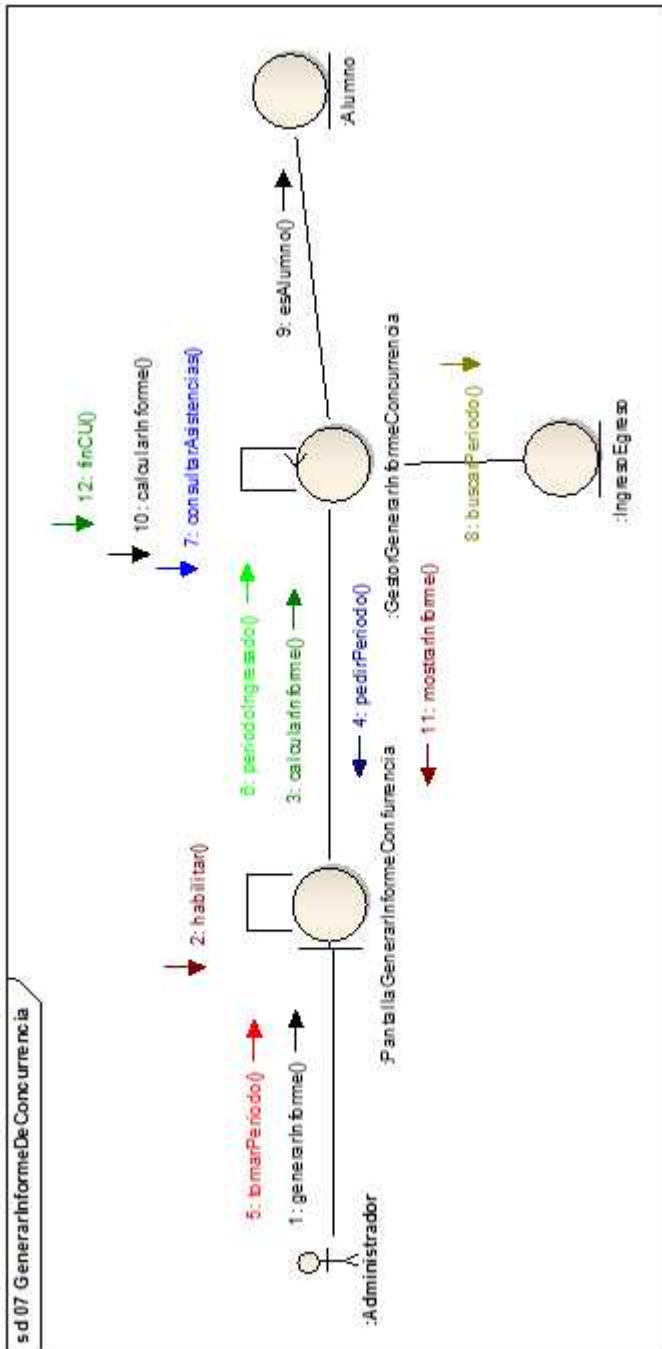 sd 07 GenerarInformeDeConcurrencia
12: finCU()
10: calcularInforme()
7: consultarAsistencias()
2: habilitar()
6: periodoIngresado()
3: calcularInforme()
5: tomarPeriodo()
1: generarInforme()
9: esAlumno()
:Alumno
4: pedirPeriodo()
11: mostrarInforme()
:Administrador
:PantallaGenerarInformeConfurrencia
:GestorGenerarInformeConcurrencia
8: buscarPeriodo()
:IngresoEgreso